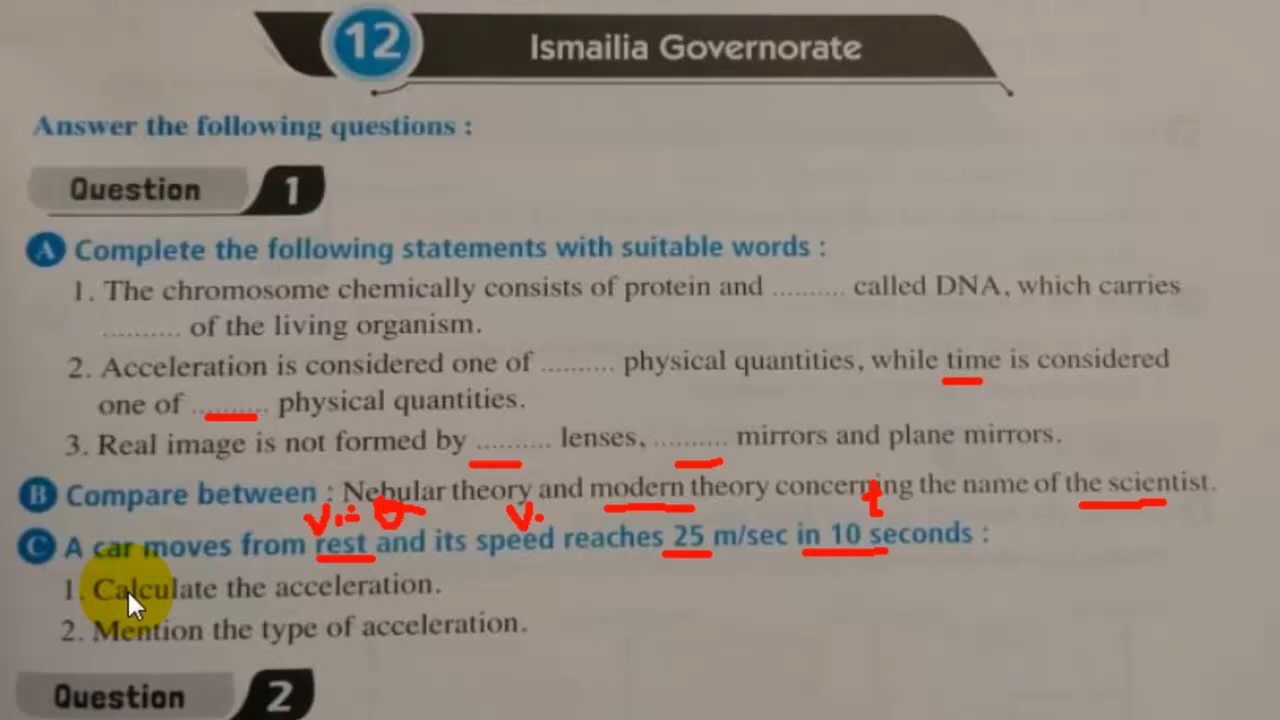 12 Ismailia Governorate
Answer the following questions :
Question 1
A Complete the following statements with suitable words :
1. The chromosome chemically consists of protein and .......... called DNA, which carries
........... of the living organism.
2. Acceleration is considered one of .......... physical quantities, while time is considered
one of ........... physical quantities.
3. Real image is not formed by .......... lenses, .......... mirrors and plane mirrors.
B Compare between : Nebular theory and modern theory concerning the name of the scientist.
t
C A car moves from rest and its speed reaches 25 m/sec in 10 seconds :
1. Calculate the acceleration.
2. Mention the type of acceleration.
Question 2